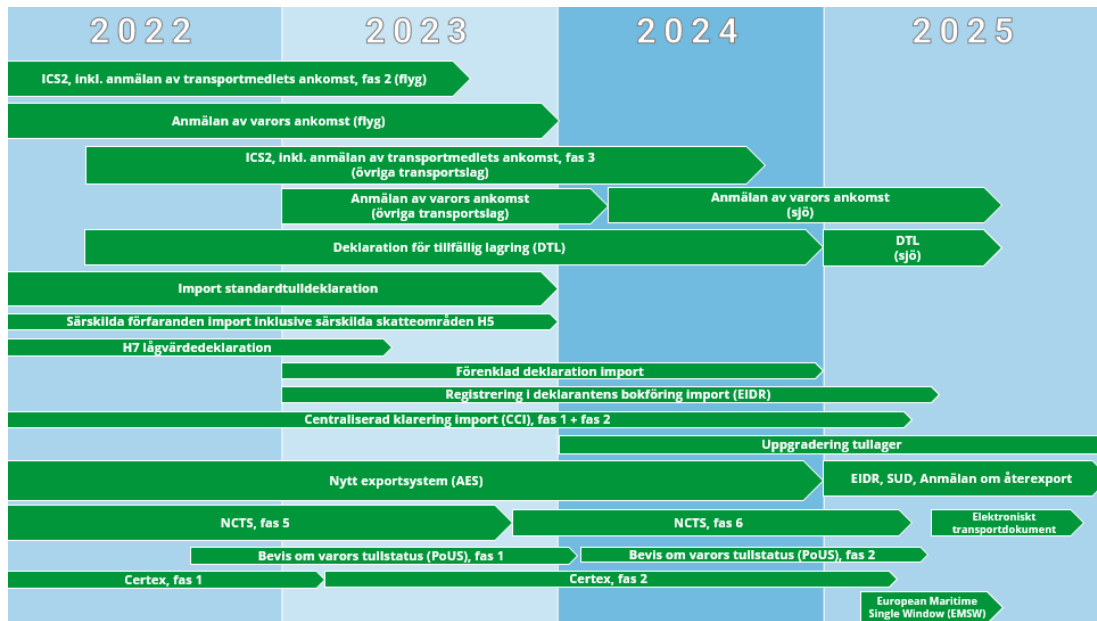 2022 2023 2024 2025
ICS2, inkl. anmälan av transportmedlets ankomst, fas 2 (flyg)
Anmälan av varors ankomst (flyg)
ICS2, inkl. anmälan av transportmedlets ankomst, fas 3
(övriga transportslag)
Anmälan av varors ankomst
(övriga transportslag)
Anmälan av varors ankomst
(sjö)
Deklaration för tillfällig lagring (DTL)
DTL
(sjö)
Import standardtulldeklaration
Särskilda förfaranden import inklusive särskilda skatteområden H5
H7 lågvärdedeklaration
Förenklad deklaration import
Registrering i deklarantens bokföring import (EIDR)
Centraliserad klarering import (CCI), fas 1 + fas 2
Uppgradering tullager
Nytt exportsystem (AES)
EIDR, SUD, Anmälan om återexport
NCTS, fas 5
NCTS, fas 6
Elektroniskt
transportdokument
Bevis om varors tullstatus (PoUS), fas 1
Bevis om varors tullstatus (PoUS), fas 2
Certex, fas 1
Certex, fas 2
European Maritime
Single Window (EMSW)